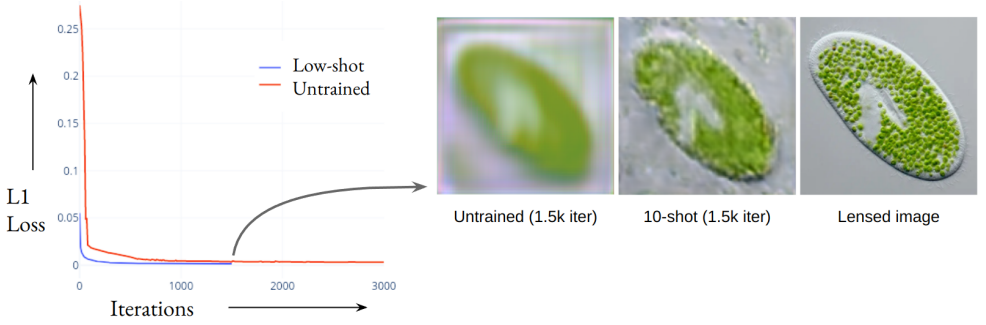 0.25
0.2
0.15
0.1
0.05
0
0
1000
2000
3000
L1
Loss
Iterations
Low-shot
Untrained
Untrained (1.5k iter)
10-shot (1.5k iter)
Lensed image